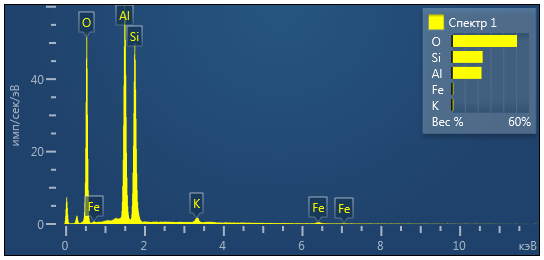 Спектр 1
O
Si
Al
Fe
K
Вес % 60%
имп/сек/эВ
40
20
0
O
Al
Si
Fe
K
Fe
Fe
0 2 4 6 8 10 кэВ